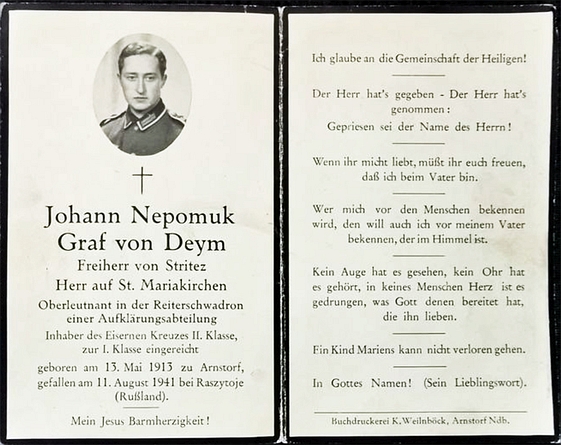 Johann Nepomuk
Graf von Deym
Freiherr von Stritez
Herr auf St. Mariakirchen
Oberleutnant in der Reiterschwadron
einer Aufklärungsabteilung
Inhaber des Eisernen Kreuzes II. Klasse,
zur I. Klasse eingereicht
geboren am 13. Mai 1913 zu Arnstorf,
gefallen am 11. August 1941 bei Raszytoje
(Rußland).
Mein Jesus Barmherzigkeit!
Ich glaube an die Gemeinschaft der Heiligen!
Der Herr hat's gegeben - Der Herr hat's
genommen:
Gepriesen sei der Name des Herrn!
Wenn ihr micht liebt, müßt ihr euch freuen,
daß ich beim Vater bin.
Wer mich vor den Menschen bekennen
wird, den will auch ich vor meinem Vater
bekennen, der im Himmel ist.
Kein Auge hat es gesehen, kein Ohr hat
es gehört, in keines Menschen Herz ist es
gedrungen, was Gott denen bereitet hat,
die ihn lieben.
Ein Kind Mariens kann nicht verloren gehen.
In Gottes Namen! (Sein Lieblingswort).
Buchdruckerei K. Weilnböck, Arnstorf Ndb.